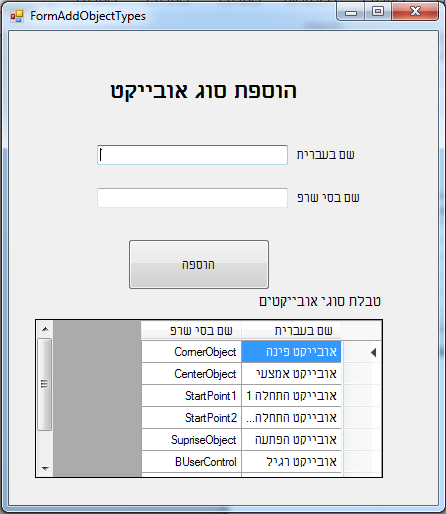 FormAddObjectTypes
הוספת סוג אובייקט
שם בעברית
שם בסי שרפ
הוספה
טבלת סוגי אובייקטים
שם בעברית שם בסי שרפ
אובייקט פינה CornerObject
אובייקט אמצעי CenterObject
אובייקט התחלה 1 StartPoint1
אובייקט התחלה... StartPoint2
אובייקט הפתעה SupriseObject
אובייקט רגיל BUserControl